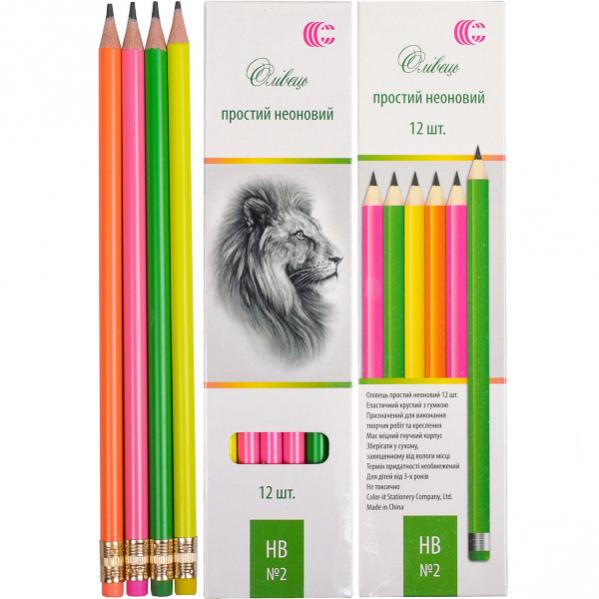 Олівець
простий неоновий
12 шт.
HB
№2
Олівець
простий неоновий
12 шт.
Олівець простий неоновий 12 шт.
Еластичний круглий з гумкою
Призначений для виконання
творчих робіт та креслення
Має міцний гнучкий корпус
Зберігати у сухому,
захищенному від вологи місці
Термін придатності необмежений
Для дітей від 3-х років
Не токсично
Color-it Stationery Company, Ltd.
Made in China
HB
№2